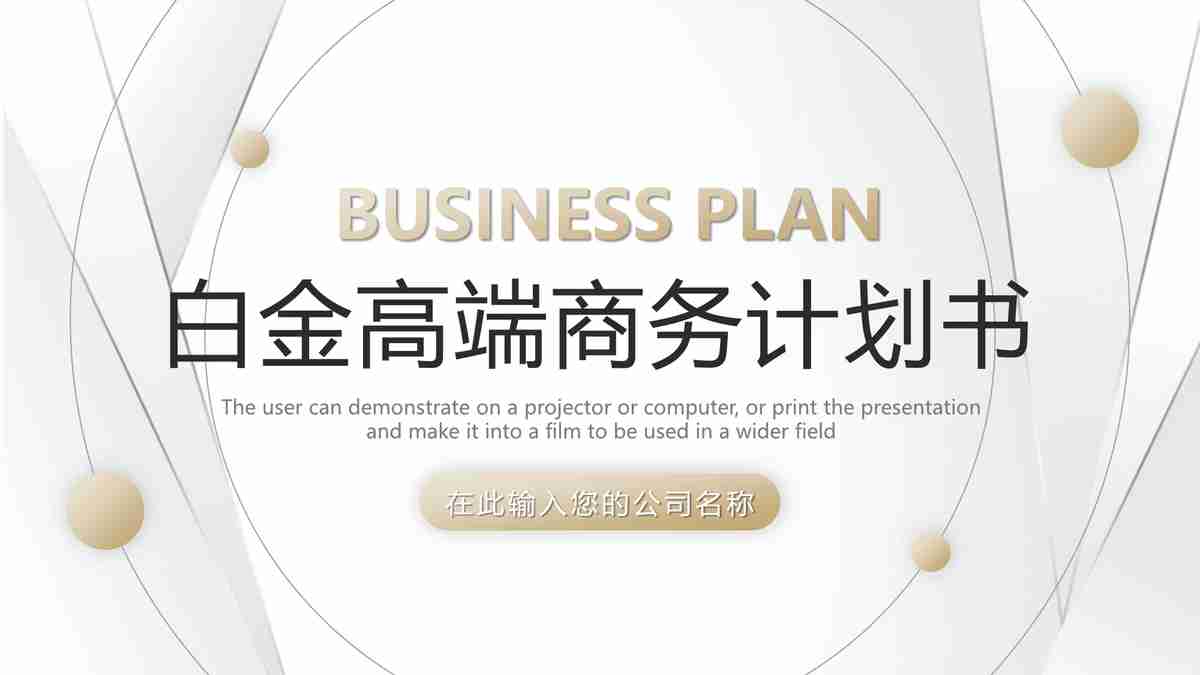 BUSINESS PLAN
白金高端商务计划书
The user can demonstrate on a projector or computer, or print the presentation
and make it into a film to be used in a wider field
在此输入您的公司名称